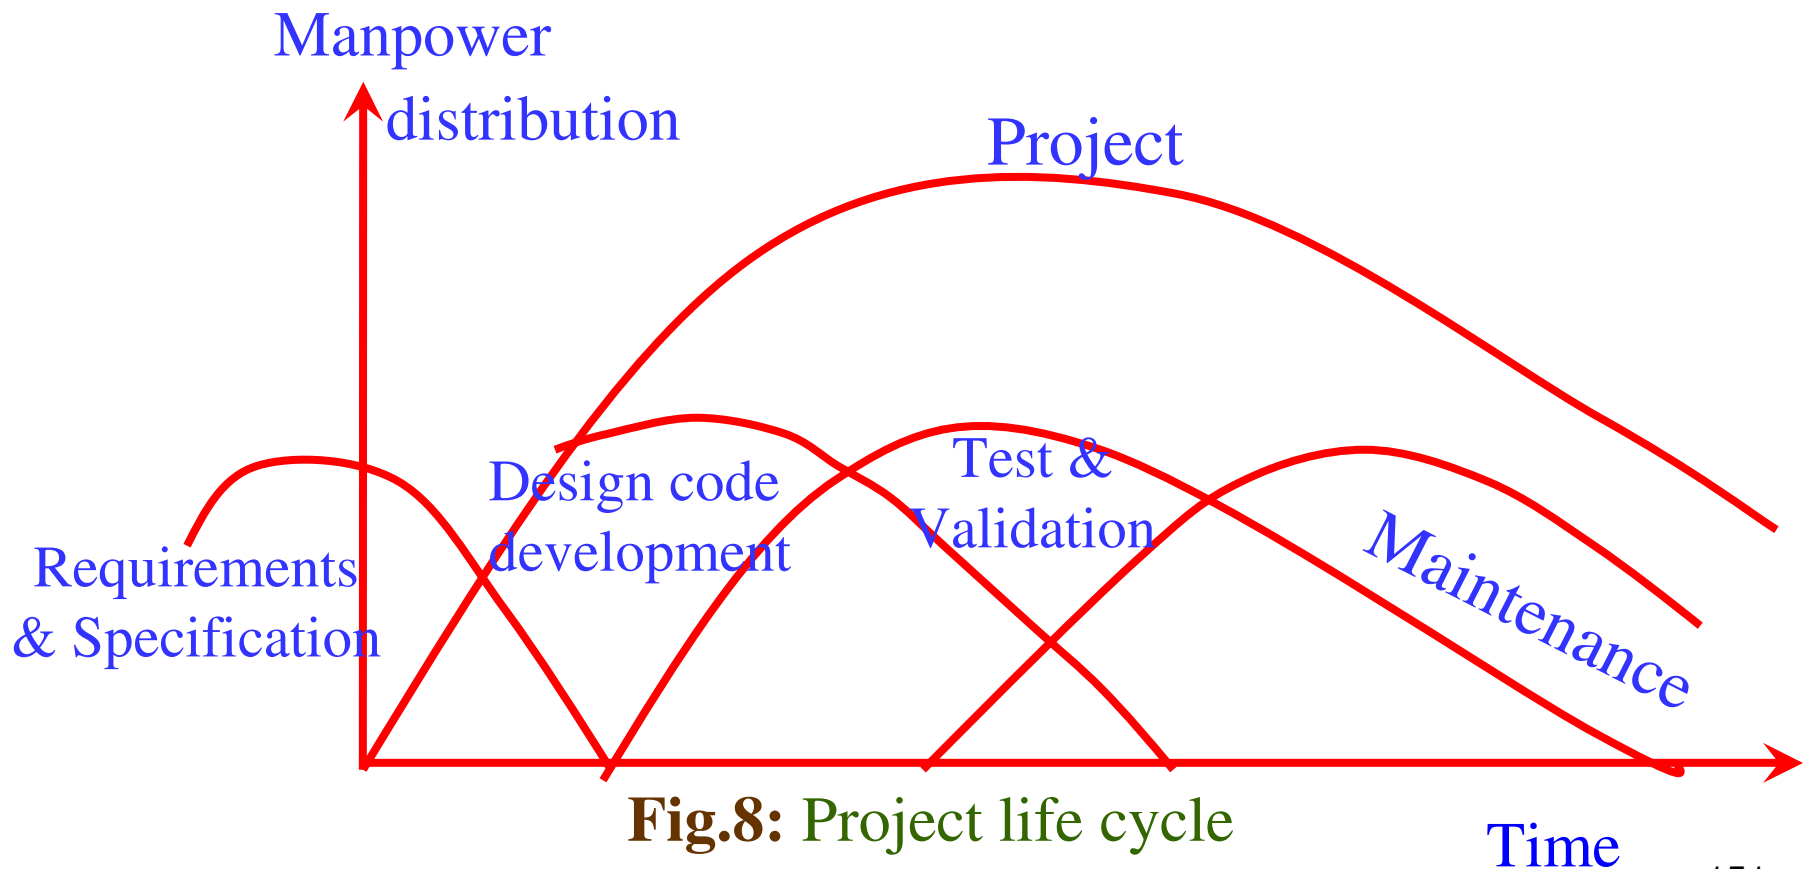 Manpower
distribution
Project
Design code
development
Test &
Validation
Requirements
& Specification
Maintenance
Fig.8: Project life cycle
Time